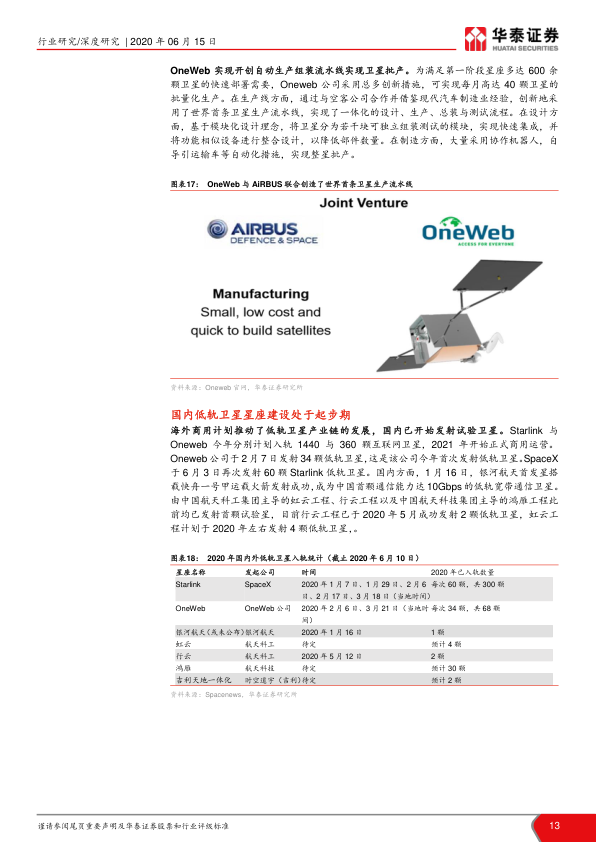 行业研究/深度研究 | 2020 年 06 月 15 日
华泰证券
HUATAI SECURITIES
OneWeb 实现开创自动生产组装流水线实现卫星批产。为满足第一阶段星座多达 600 余
颗卫星的快速部署需要，Oneweb 公司采用总多创新措施，可实现每月高达 40 颗卫星的
批量化生产。在生产线方面，通过与空客公司合作并借鉴现代汽车制造业经验，创新地采
用了世界首条卫星生产流水线，实现了一体化的设计、生产、总装与测试流程。在设计方
面，基于模块化设计理念，将卫星分为若干块可独立组装测试的模块，实现快速集成，并
将功能相似设备进行整合设计，以降低部件数量。在制造方面，大量采用协作机器人，自
导引运输车等自动化措施，实现整星批产。
图表17： OneWeb 与 AiRBUS 联合创造了世界首条卫星生产流水线
Joint Venture
AIRBUS
DEFENCE & SPACE
OneWeb
ACCESS FOR EVERYONE
Manufacturing
Small, low cost and
quick to build satellites
资料来源：Oneweb 官网，华泰证券研究所
国内低轨卫星星座建设处于起步期
海外商用计划推动了低轨卫星产业链的发展，国内已开始发射试验卫星。Starlink 与
Oneweb 今年分别计划入轨 1440 与 360 颗互联网卫星，2021 年开始正式商用运营。
Oneweb 公司于 2 月 7 日发射 34 颗低轨卫星，这是该公司今年首次发射低轨卫星。SpaceX
于 6 月 3 日再次发射 60 颗 Starlink 低轨卫星。国内方面，1 月 16 日，银河航天首发星搭
载快舟一号甲运载火箭发射成功，成为中国首颗通信能力达 10Gbps 的低轨宽带通信卫星。
由中国航天科工集团主导的虹云工程、行云工程以及中国航天科技集团主导的鸿雁工程此
前均已发射首颗试验星，目前行云工程已于 2020 年 5 月成功发射 2 颗低轨卫星，虹云工
程计划于 2020 年左右发射 4 颗低轨卫星，。
图表18： 2020 年国内外低轨卫星入轨统计（截止 2020 年 6 月 10 日）
星座名称 发起公司 时间 2020 年已入轨数量
Starlink SpaceX 2020 年 1 月 7 日、1 月 29 日、2 月 6 每次 60 颗，共 300 颗
日、2 月 17 日、3 月 18 日（当地时间）
OneWeb OneWeb 公司 2020 年 2 月 6 日、3 月 21 日（当地时 每次 34 颗，共 68 颗
间）
银河航天（或未公布）银河航天 2020 年 1 月 16 日 1 颗
虹云 航天科工 待定 预计 4 颗
行云 航天科工 2020 年 5 月 12 日 2 颗
鸿雁 航天科技 待定 预计 30 颗
吉利天地一体化 时空道宇（吉利）待定 预计 2 颗
资料来源：Spacenews，华泰证券研究所
谨请参阅尾页重要声明及华泰证券股票和行业评级标准
13